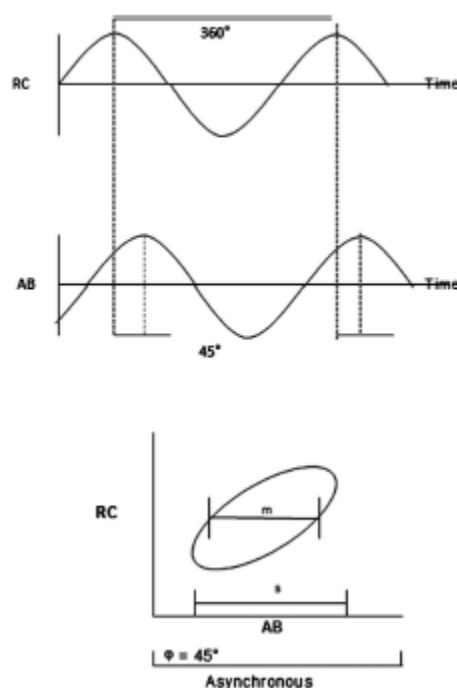 360°
RC
Time
AB
Time
45°
RC
m
s
AB
φ = 45°
Asynchronous